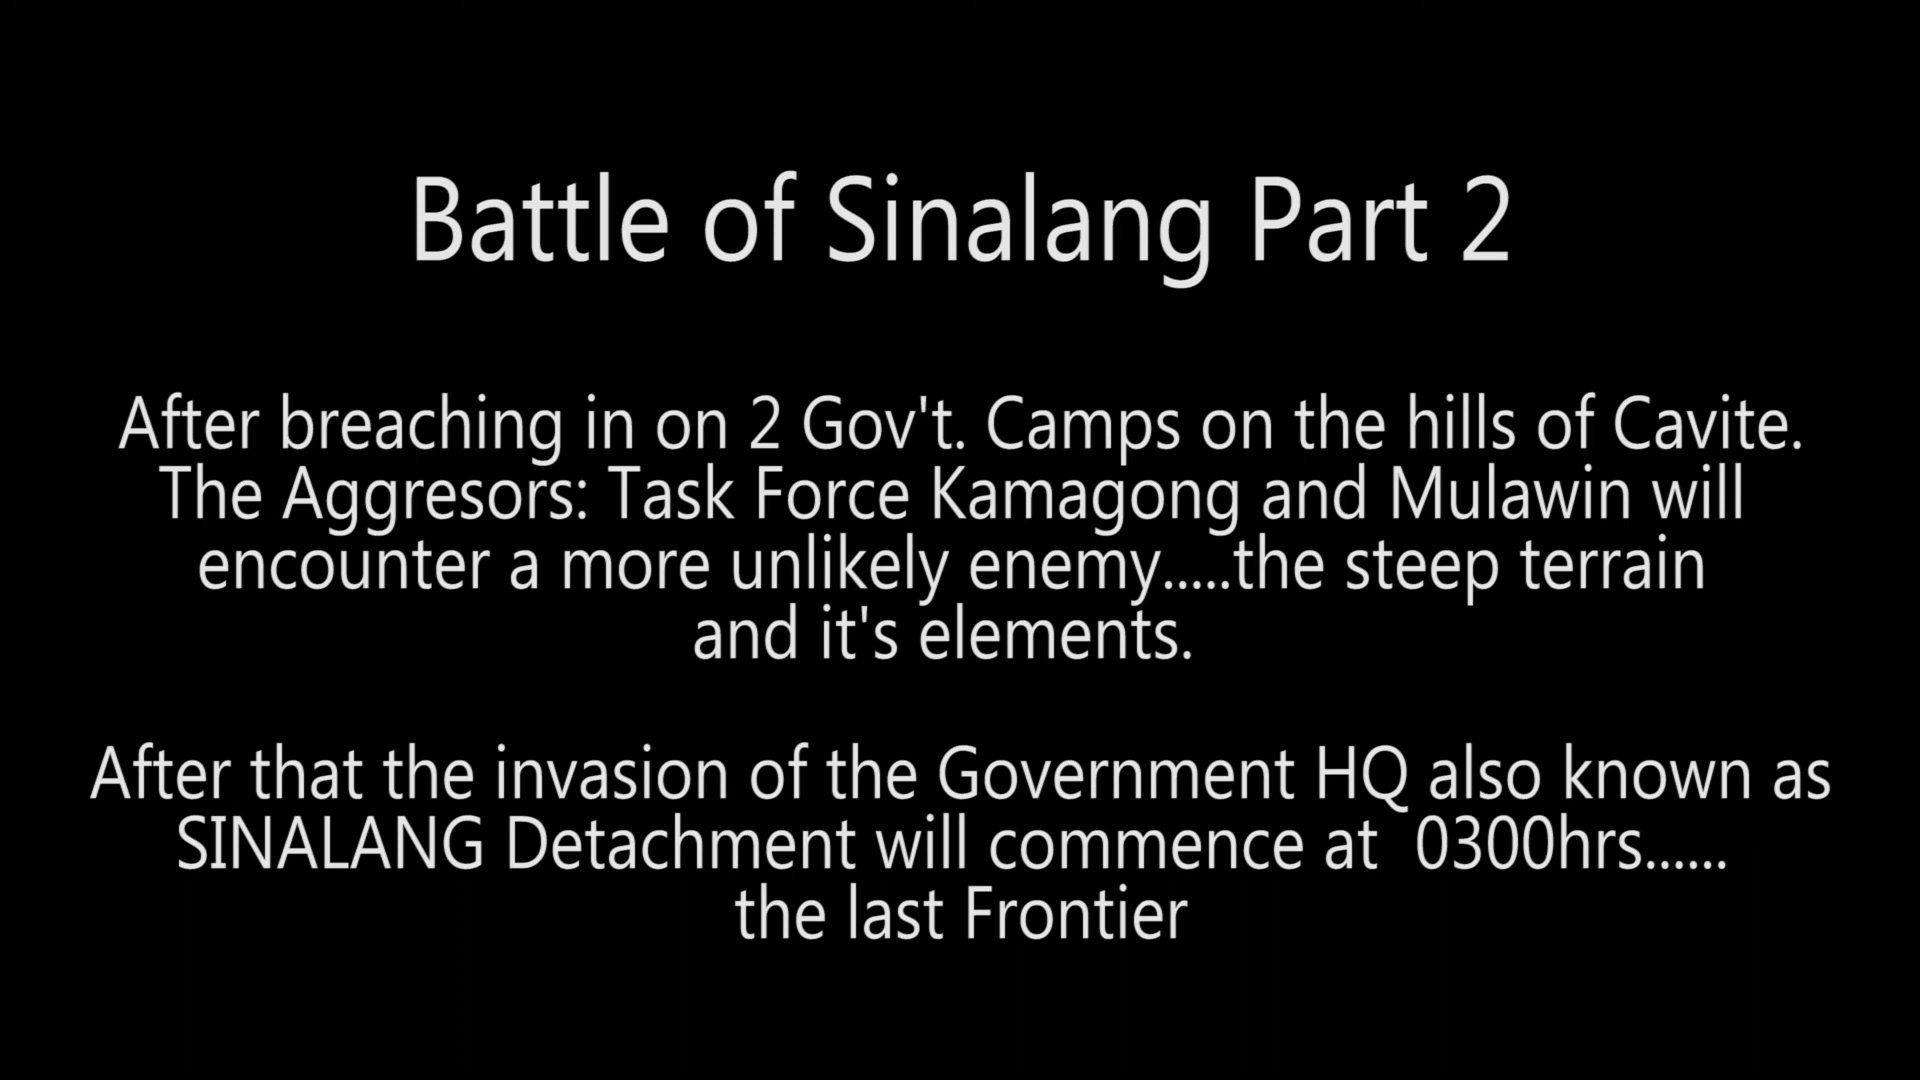 Battle of Sinalang Part 2
After breaching in on 2 Gov't. Camps on the hills of Cavite.
The Aggresors: Task Force Kamagong and Mulawin will
encounter a more unlikely enemy.....the steep terrain
and it's elements.
After that the invasion of the Government HQ also known as
SINALANG Detachment will commence at  0300hrs......
the last Frontier